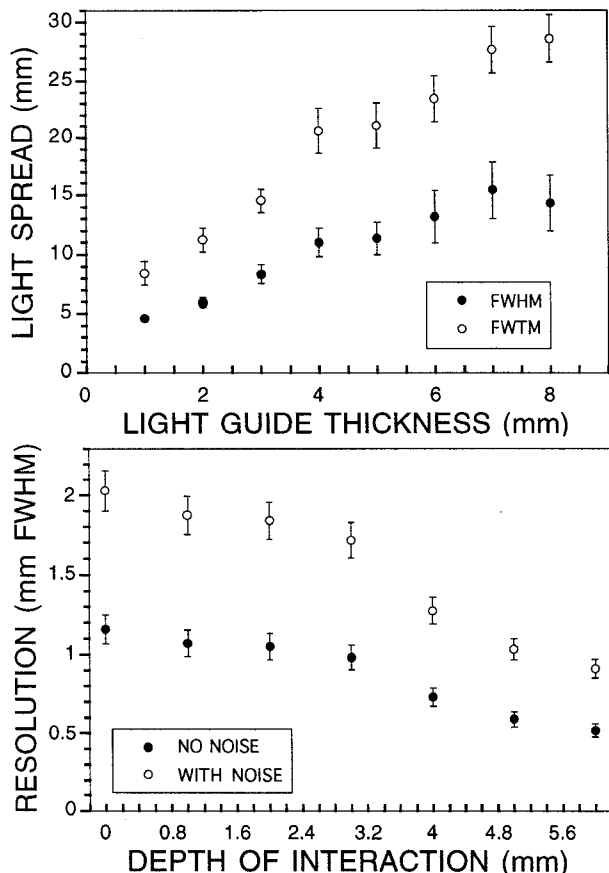 30
25
20
15
10
5
0
LIGHT SPREAD (mm)
FWHM
FWTM
0 2 4 6 8
LIGHT GUIDE THICKNESS (mm)
2
1.5
1
0.5
0
RESOLUTION (mm FWHM)
NO NOISE
WITH NOISE
0 0.8 1.6 2.4 3.2 4 4.8 5.6
DEPTH OF INTERACTION (mm)